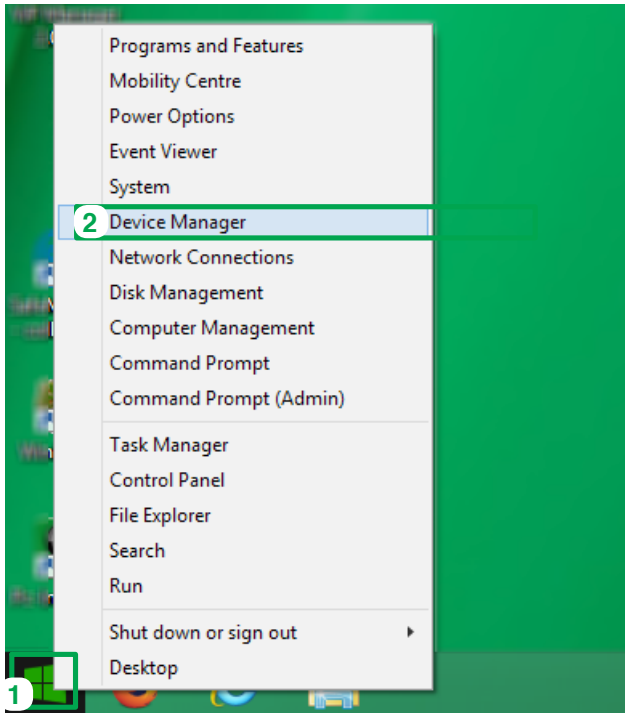 Programs and Features
Mobility Centre
Power Options
Event Viewer
System
2 Device Manager
Network Connections
Disk Management
Computer Management
Command Prompt
Command Prompt (Admin)
Task Manager
Control Panel
File Explorer
Search
Run
Shut down or sign out
Desktop
1